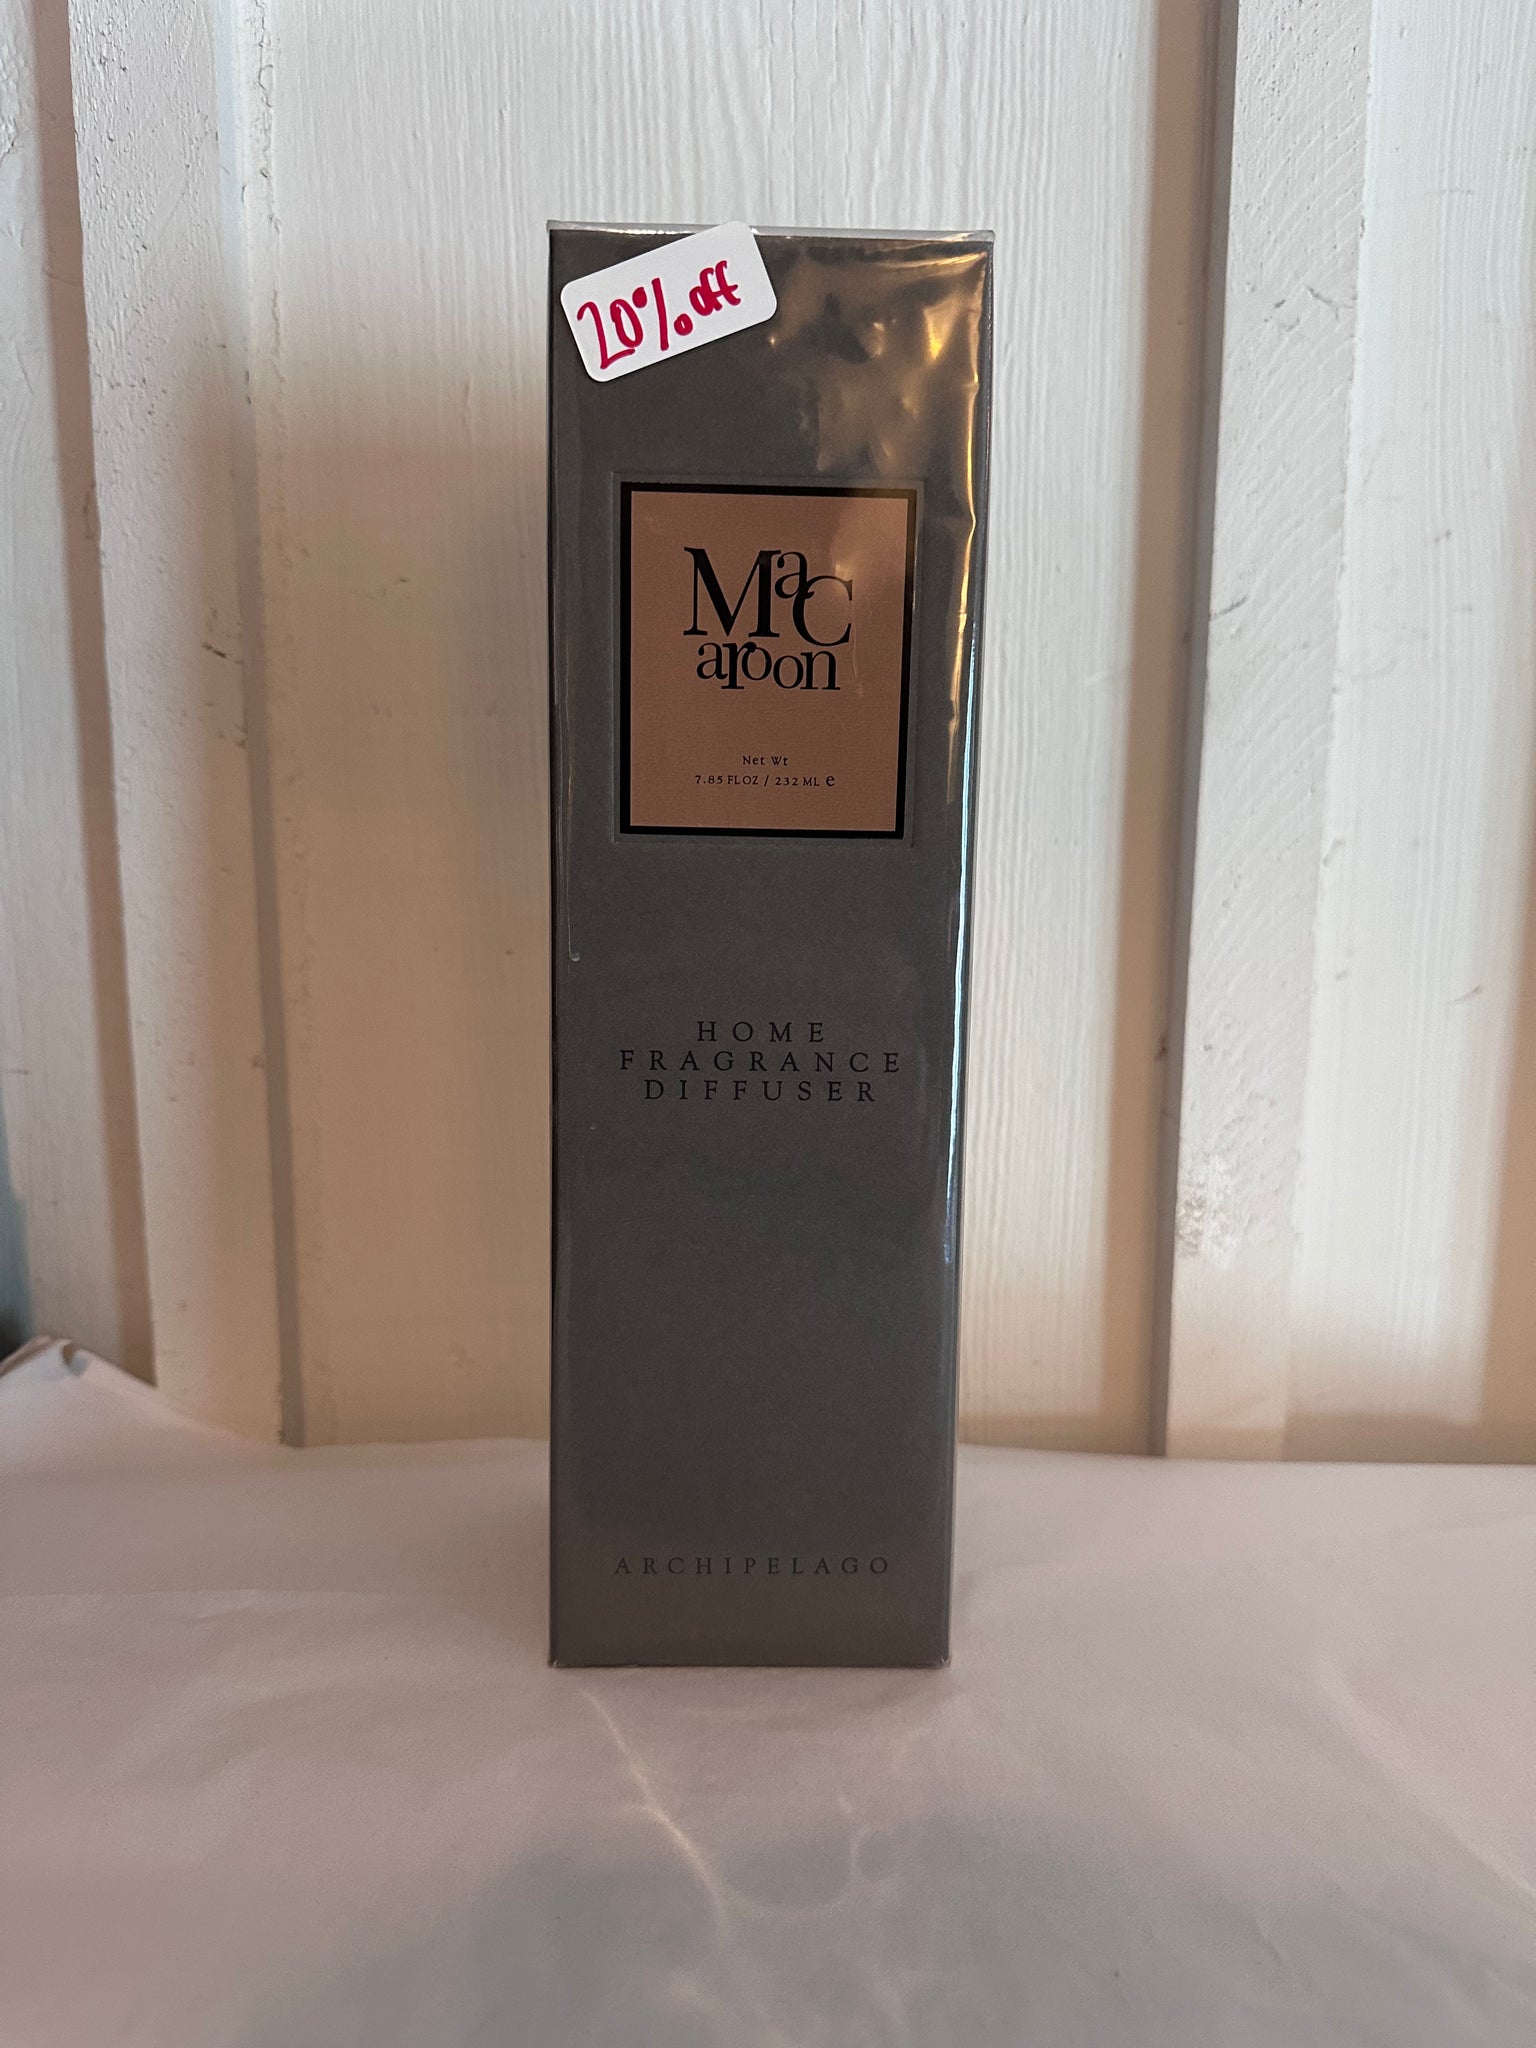 20% off
Mac
aroon
Net Wt
7.85 FL OZ / 232 ML e
HOME
FRAGRANCE
DIFFUSER
ARCHIPELAGO